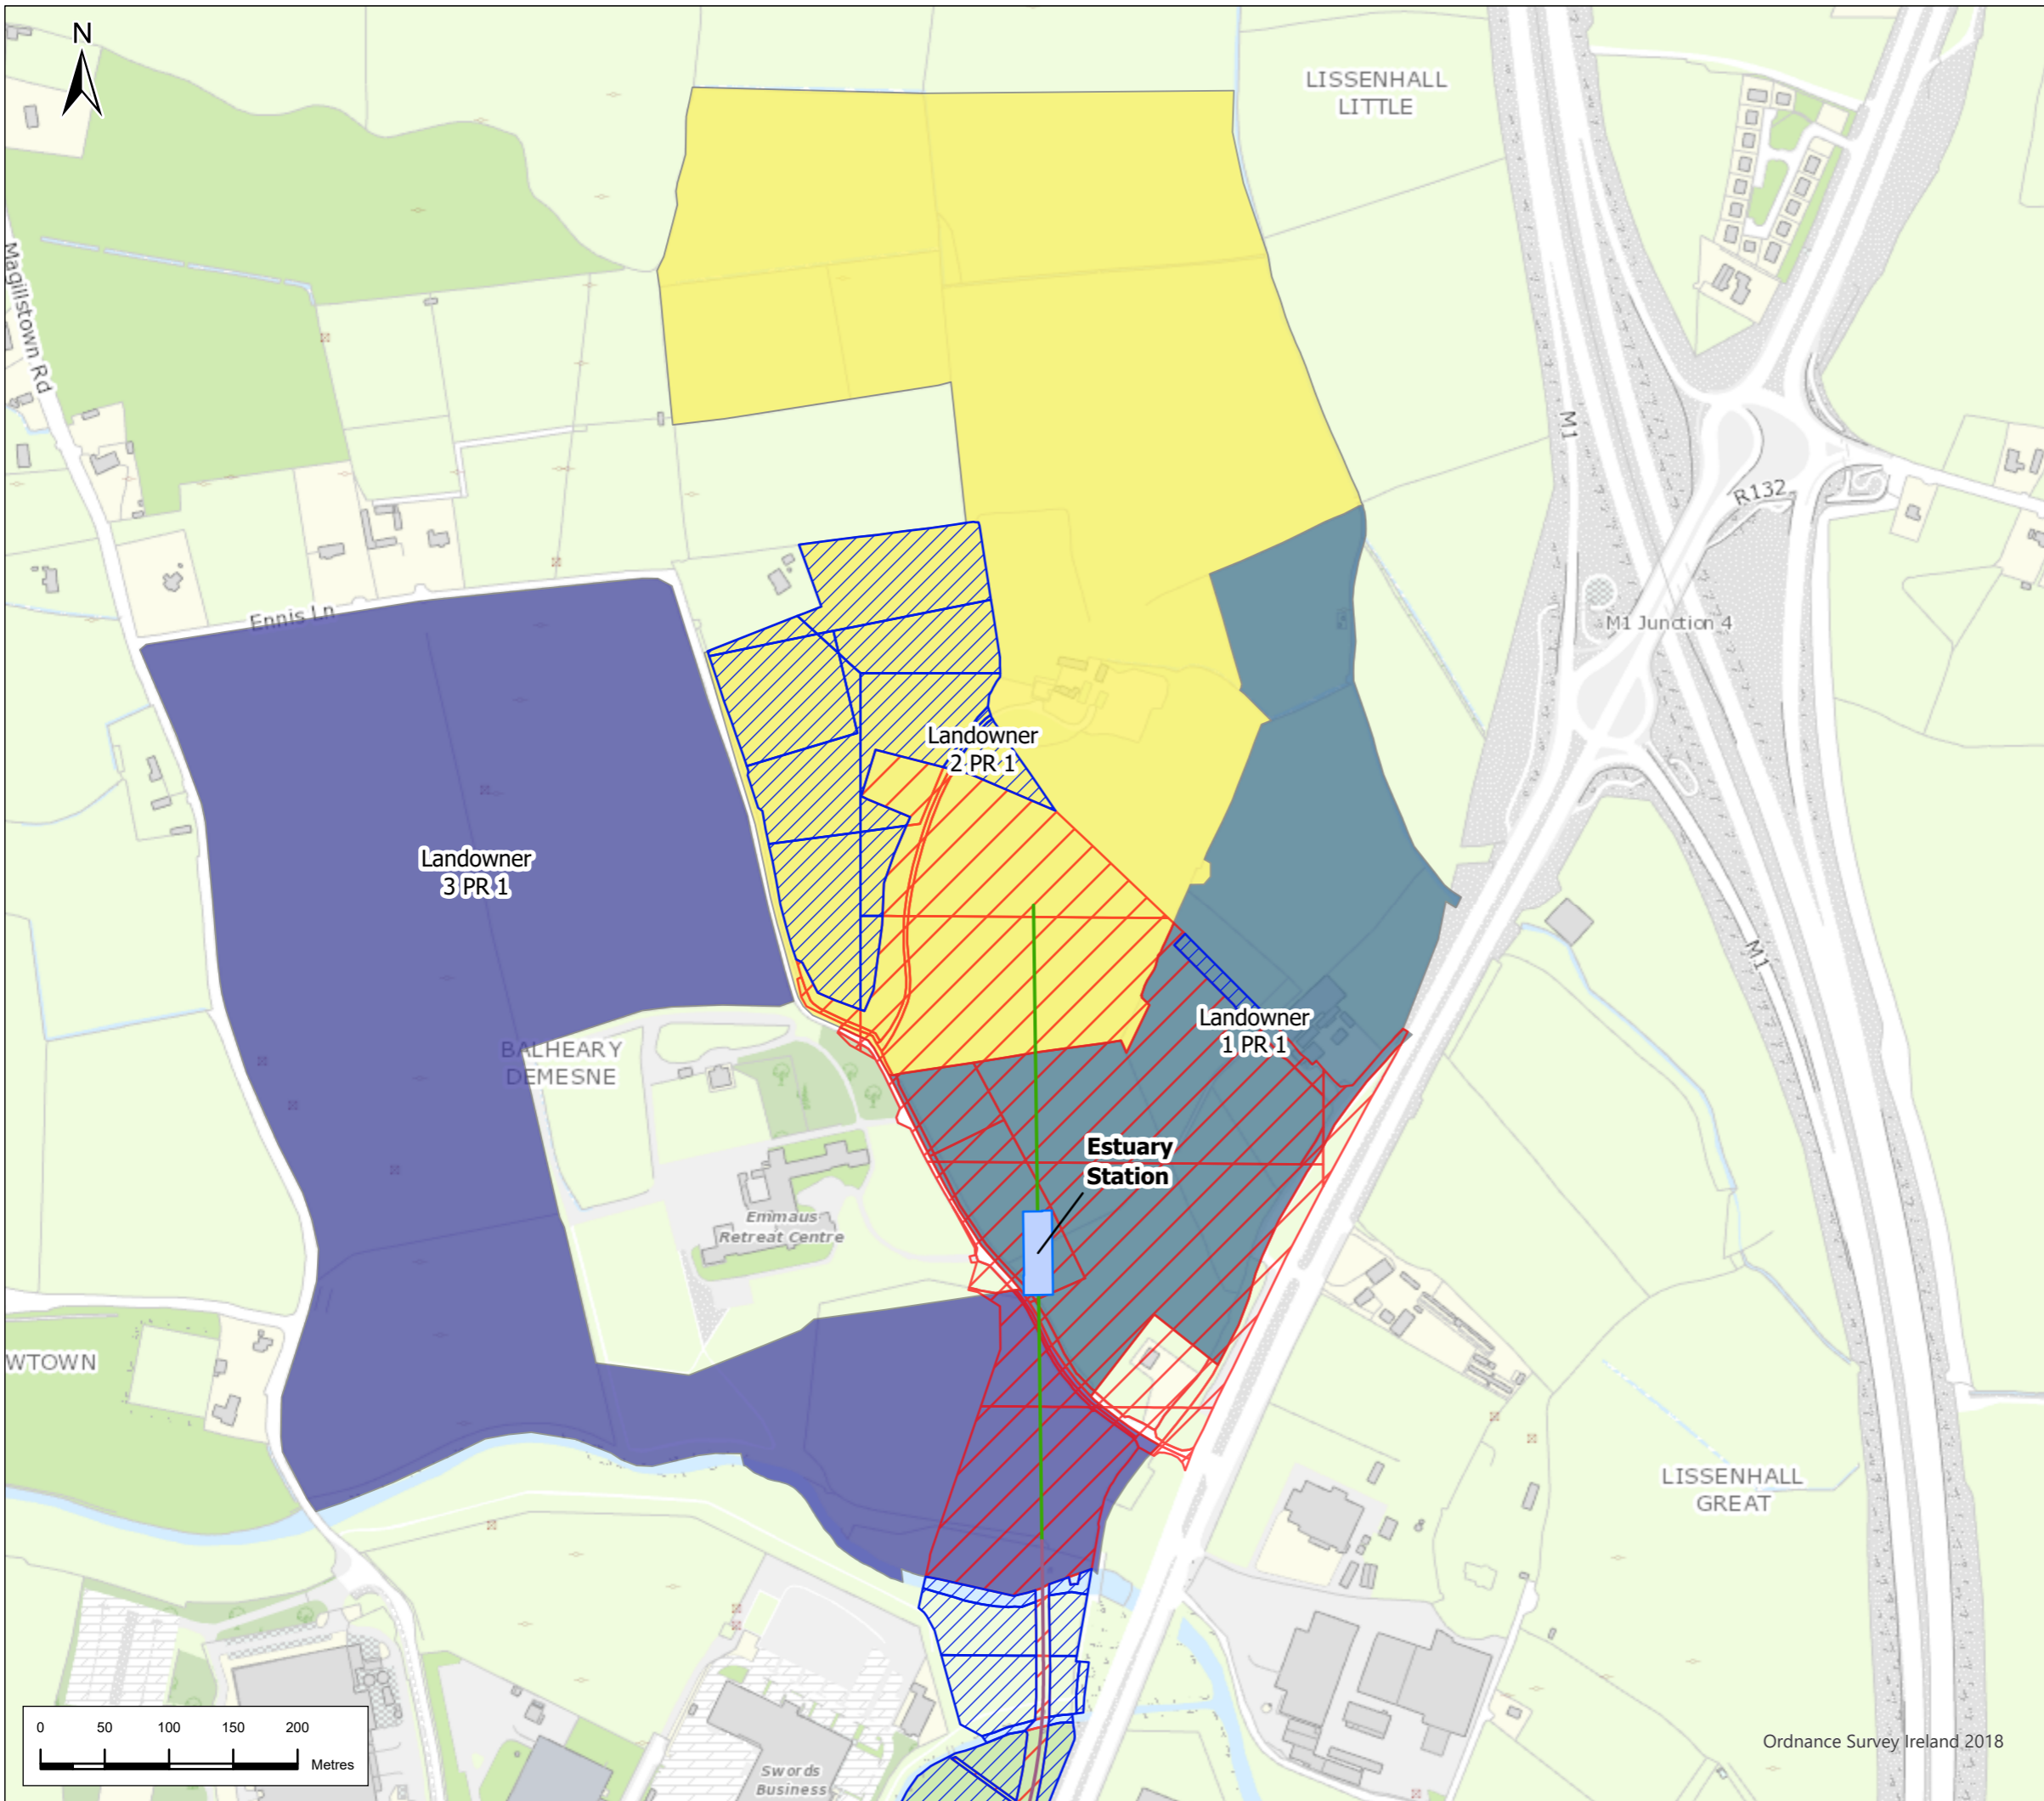 N
LISSENHALL
LITTLE
Magillstown Rd
M1
R132
Ennis Ln
M1 Junction 4
Landowner
2 PR 1
Landowner
3 PR 1
M1
Landowner
1 PR 1
BALHEARY
DEMESNE
Estuary
Station
Emmaus
Retreat Centre
WTOWN
LISSENHALL
GREAT
0 50 100 150 200
Metres
Swords
Business
Ordnance Survey Ireland 2018